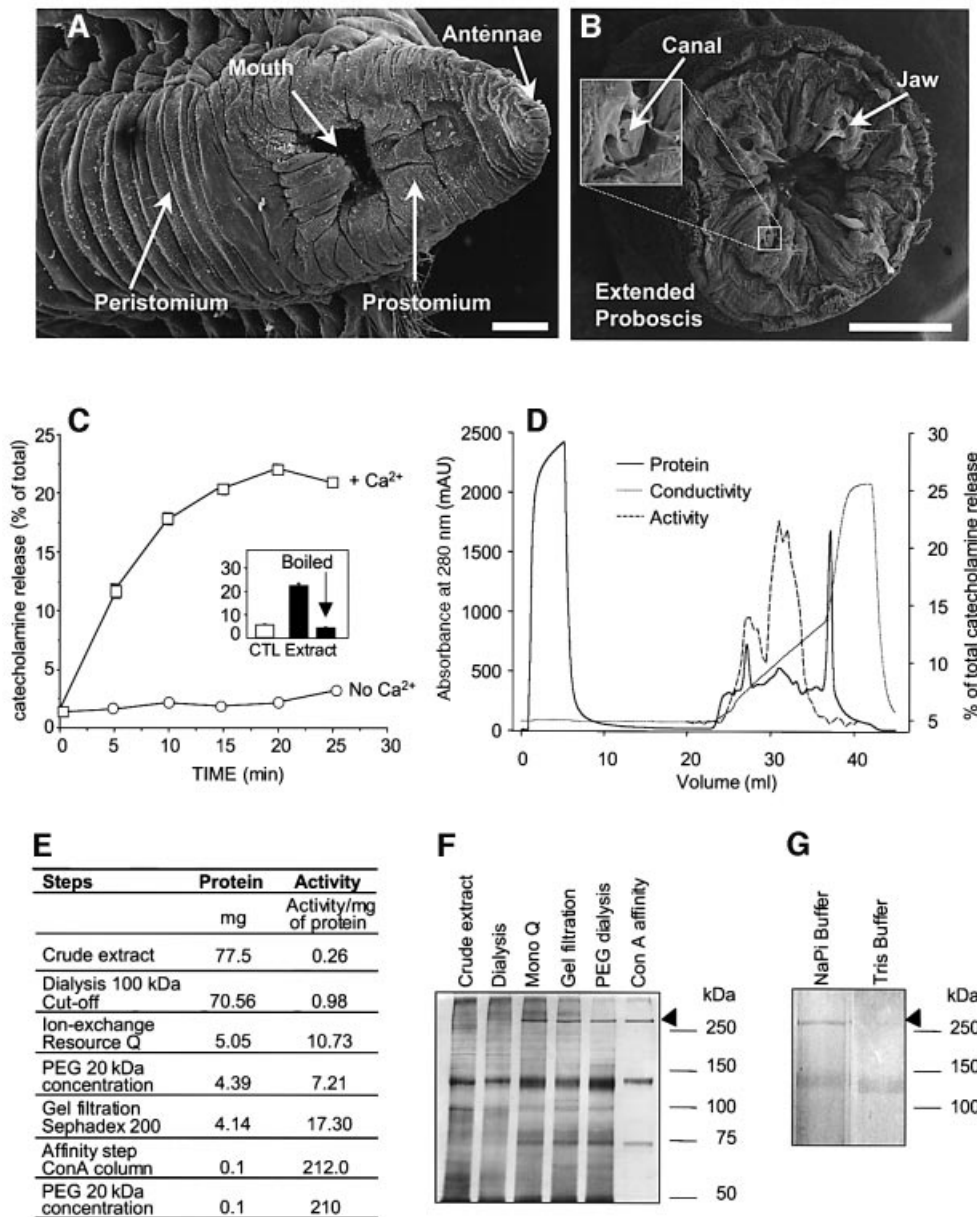 A
Antennae
Mouth
Peristomium
Prostomium
B
Canal
Jaw
Extended
Proboscis
C
catecholamine release (% of total)
25
20
15
10
5
0
+ Ca²⁺
Boiled
30
20
10
0
CTL Extract
No Ca²⁺
0 5 10 15 20 25 30
TIME (min)
D
Absorbance at 280 nm (mAU)
2500
2000
1500
1000
500
0
Protein
Conductivity
Activity
30
25
20
15
10
5
% of total catecholamine release
0 10 20 30 40
Volume (ml)
E
Steps Protein Activity
mg Activity/mg
of protein
Crude extract 77.5 0.26
Dialysis 100 kDa
Cut-off 70.56 0.98
Ion-exchange
Resource Q 5.05 10.73
PEG 20 kDa
concentration 4.39 7.21
Gel filtration
Sephadex 200 4.14 17.30
Affinity step
ConA column 0.1 212.0
PEG 20 kDa
concentration 0.1 210
F
Crude extract
Dialysis
Mono Q
Gel filtration
PEG dialysis
Con A affinity
kDa
250
150
100
75
50
G
NaPi Buffer
Tris Buffer
kDa
250
150
100